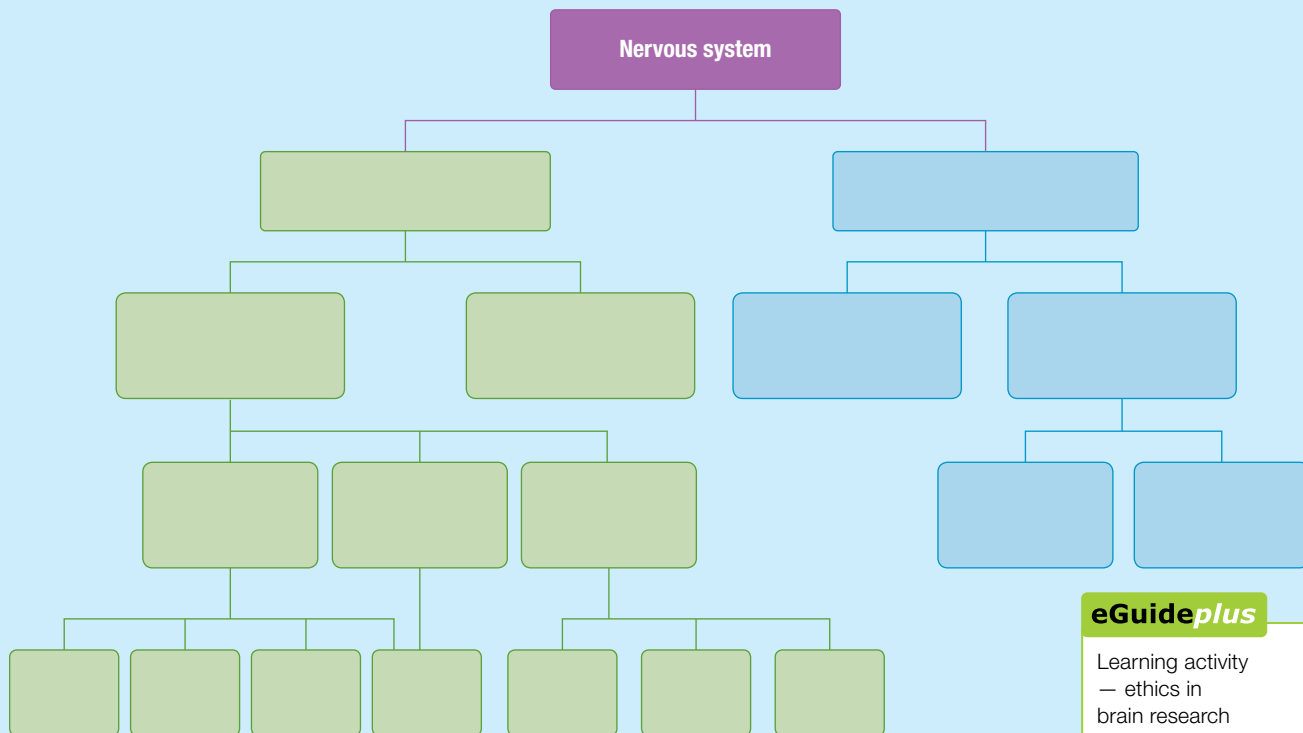 Nervous system
eGuideplus
Learning activity
— ethics in
brain research